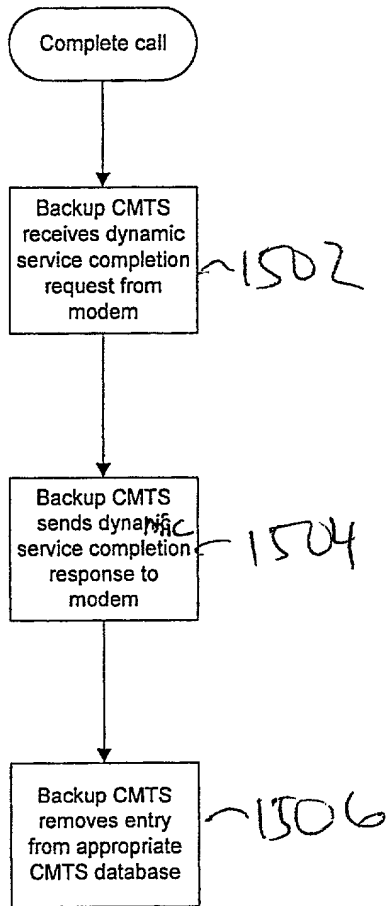 Complete call
Backup CMTS
receives dynamic
service completion
request from
modem
1502
Backup CMTS
sends dynamic
service completion
response to
modem
1504
Backup CMTS
removes entry
from appropriate
CMTS database
1506